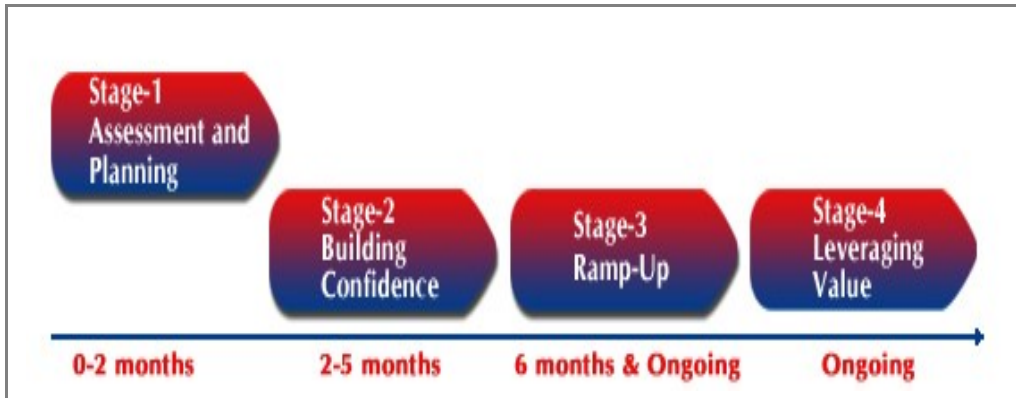 Stage-1
Assessment and
Planning
Stage-2
Building
Confidence
Stage-3
Ramp-Up
Stage-4
Leveraging
Value
0-2 months
2-5 months
6 months & Ongoing
Ongoing